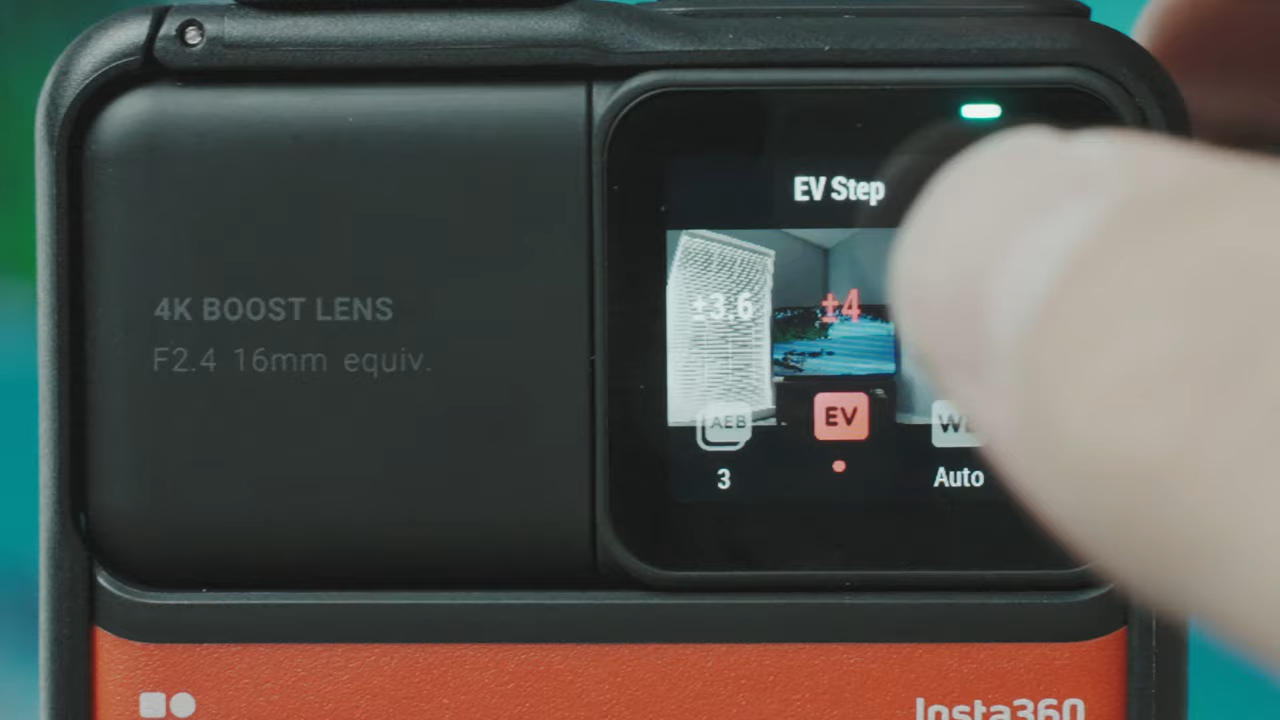 EV Step
±3.6 ±4
AEB EV
3 Auto
4K BOOST LENS
F2.4 16mm equiv.
Insta360